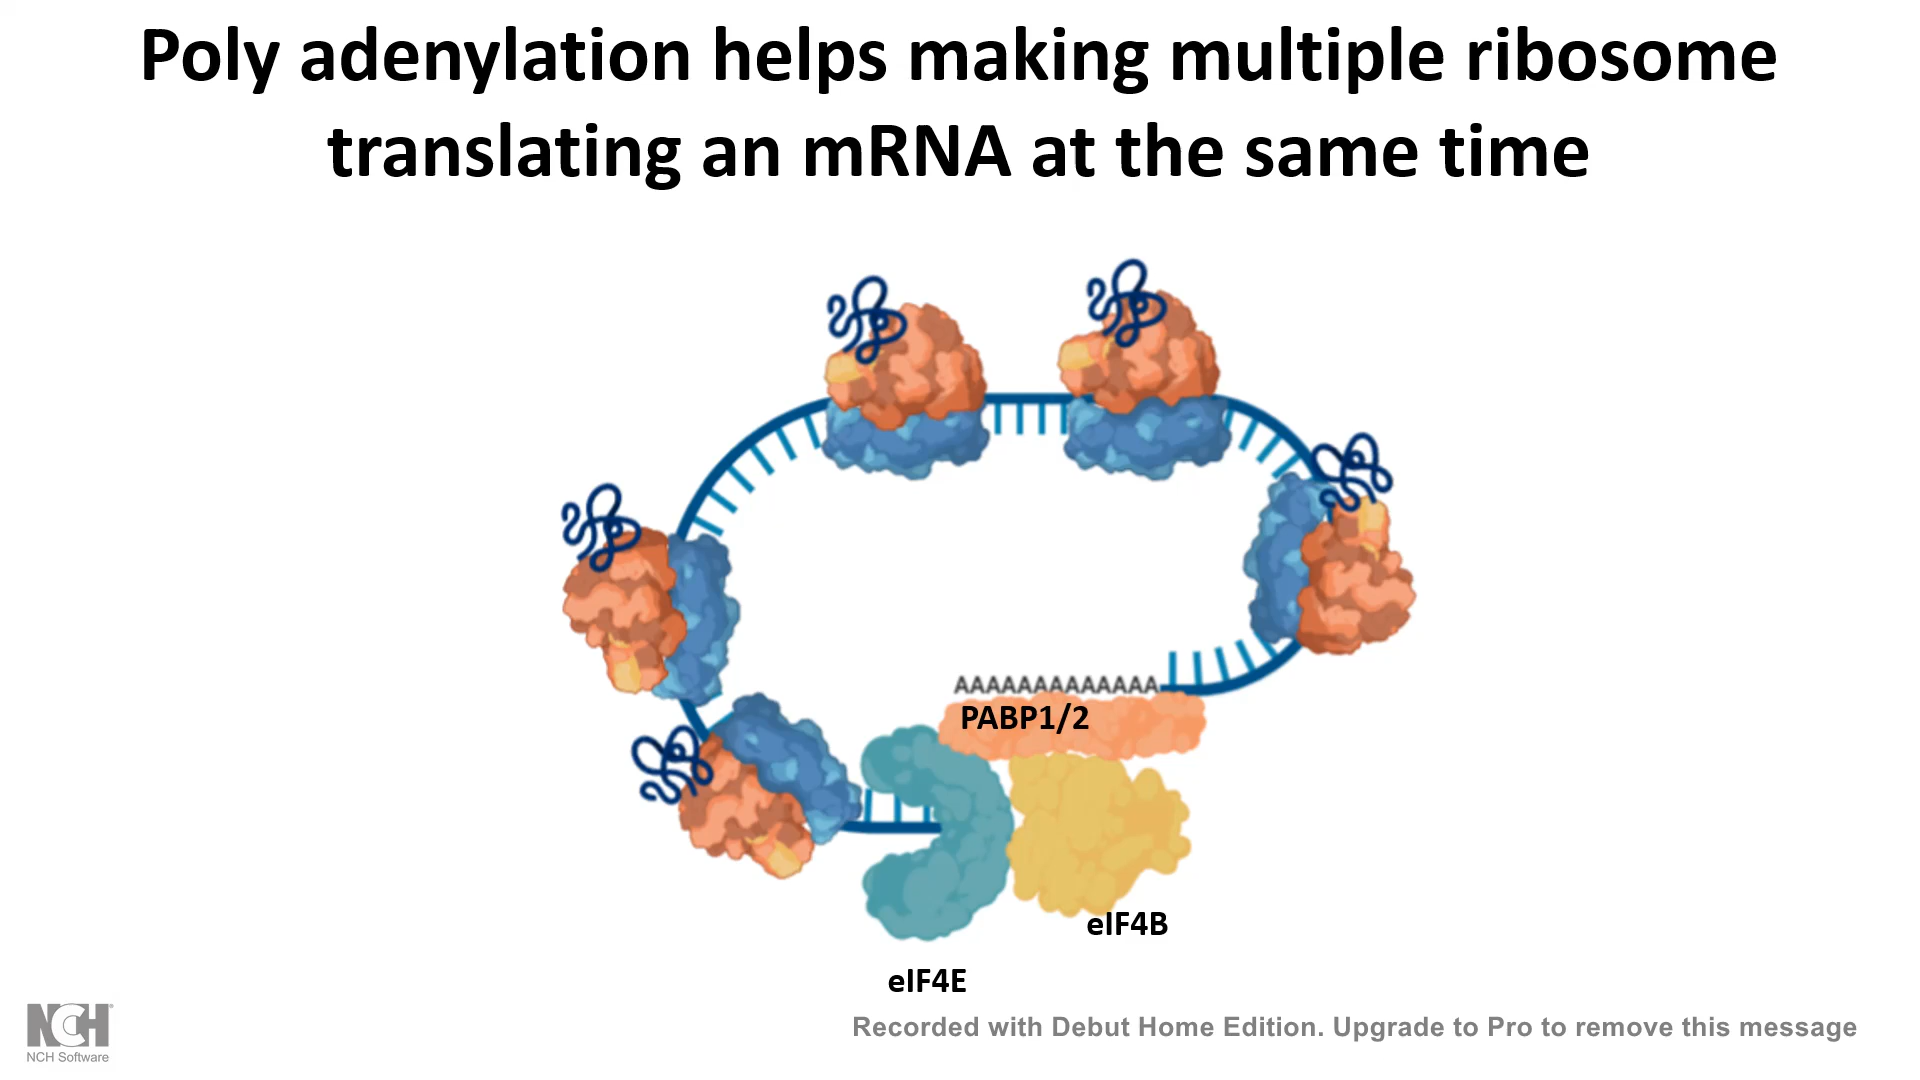 Poly adenylation helps making multiple ribosome
translating an mRNA at the same time
AAAAAAAAAAAAA
PABP1/2
eIF4B
eIF4E
NCH
NCH Software
Recorded with Debut Home Edition. Upgrade to Pro to remove this message